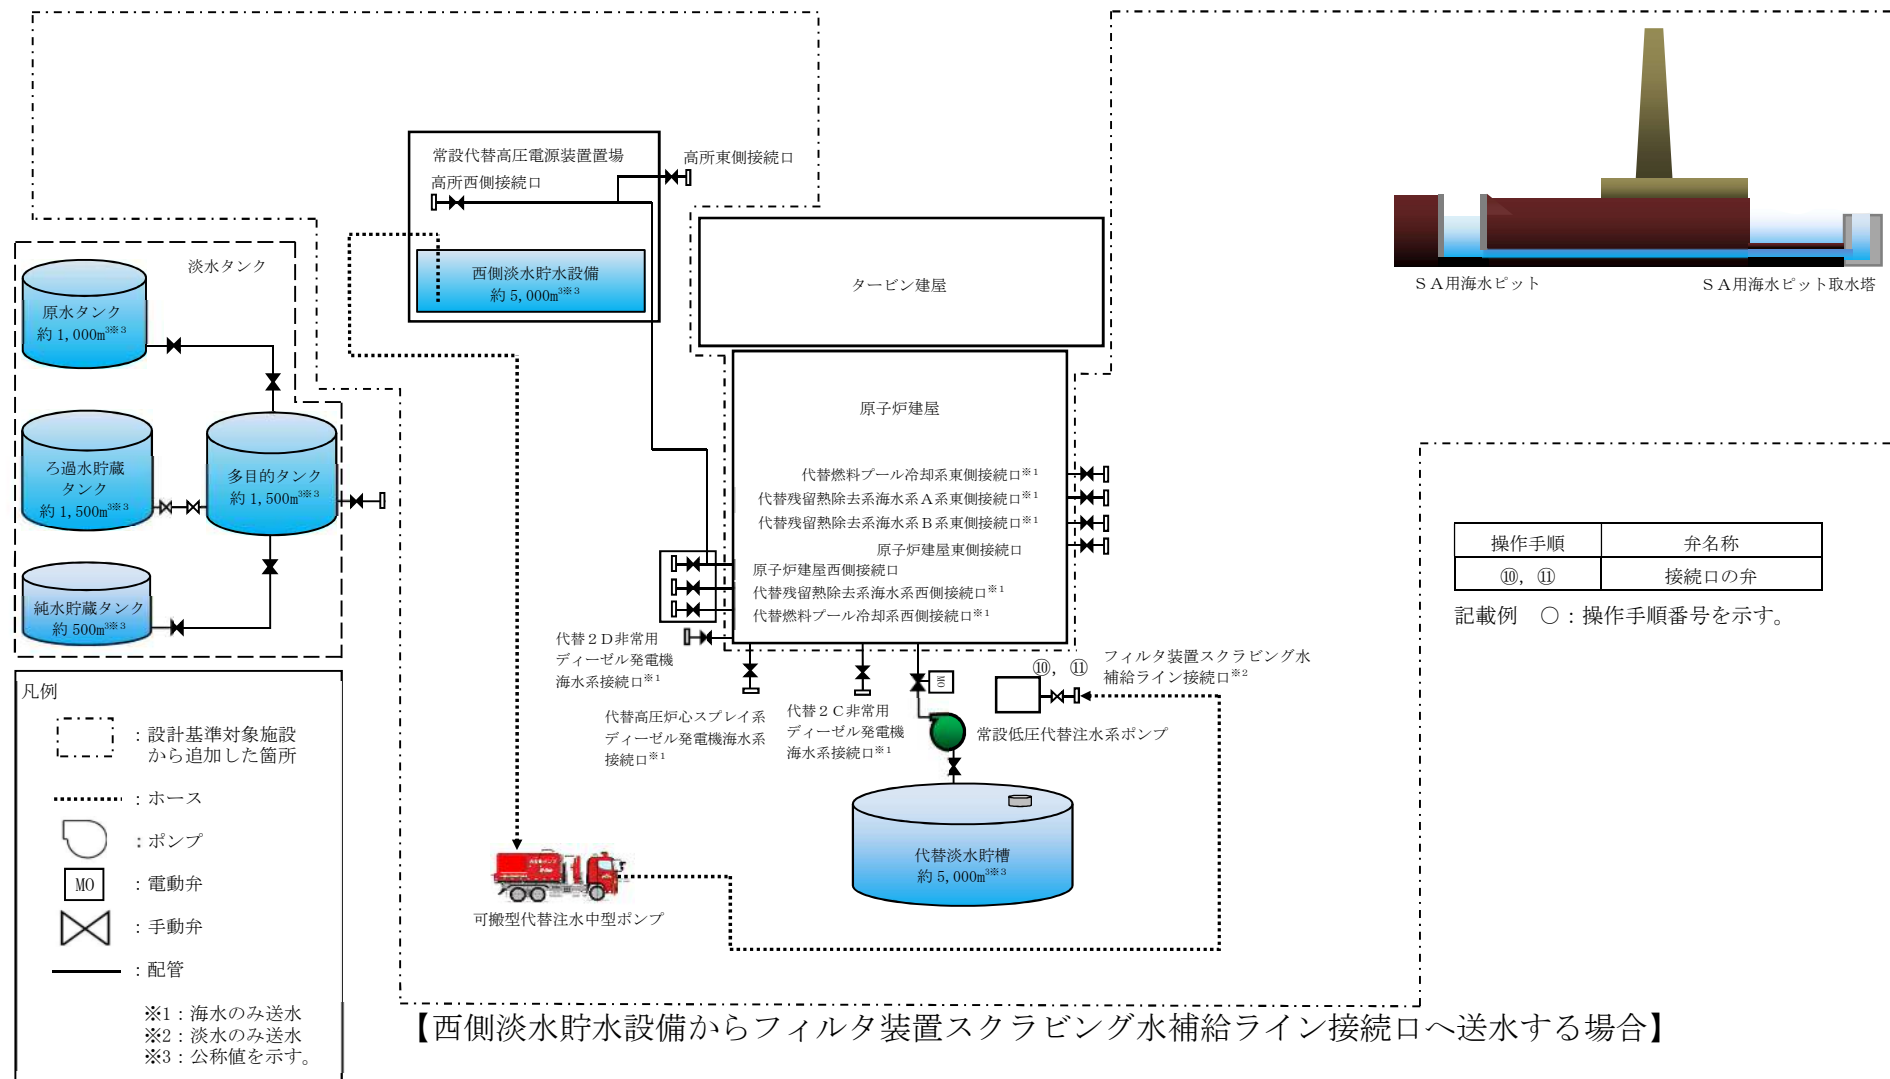 常設代替高圧電源装置置場
高所西側接続口
高所東側接続口
西側淡水貯水設備
約5,000m³※3
淡水タンク
原水タンク
約1,000m³※3
ろ過水貯蔵
タンク
約1,500m³※3
多目的タンク
約1,500m³※3
純水貯蔵タンク
約500m³※3
タービン建屋
原子炉建屋
代替燃料プール冷却系東側接続口※1
代替残留熱除去系海水系A系東側接続口※1
代替残留熱除去系海水系B系東側接続口※1
原子炉建屋東側接続口
原子炉建屋西側接続口
代替残留熱除去系海水系西側接続口※1
代替燃料プール冷却系西側接続口※1
代替2D非常用
ディーゼル発電機
海水系接続口※1
代替高圧炉心スプレイ系
ディーゼル発電機海水系
接続口※1
代替2C非常用
ディーゼル発電機
海水系接続口※1
MO
⑩,⑪
フィルタ装置スクラビング水
補給ライン接続口※2
常設低圧代替注水系ポンプ
代替淡水貯槽
約5,000m³※3
可搬型代替注水中型ポンプ
SA用海水ピット
SA用海水ピット取水塔
操作手順 弁名称
⑩,⑪ 接続口の弁
記載例 ○:操作手順番号を示す。
凡例
:設計基準対象施設
から追加した箇所
:ホース
:ポンプ
MO :電動弁
:手動弁
:配管
※1:海水のみ送水
※2:淡水のみ送水
※3:公称値を示す。
【西側淡水貯水設備からフィルタ装置スクラビング水補給ライン接続口へ送水する場合】